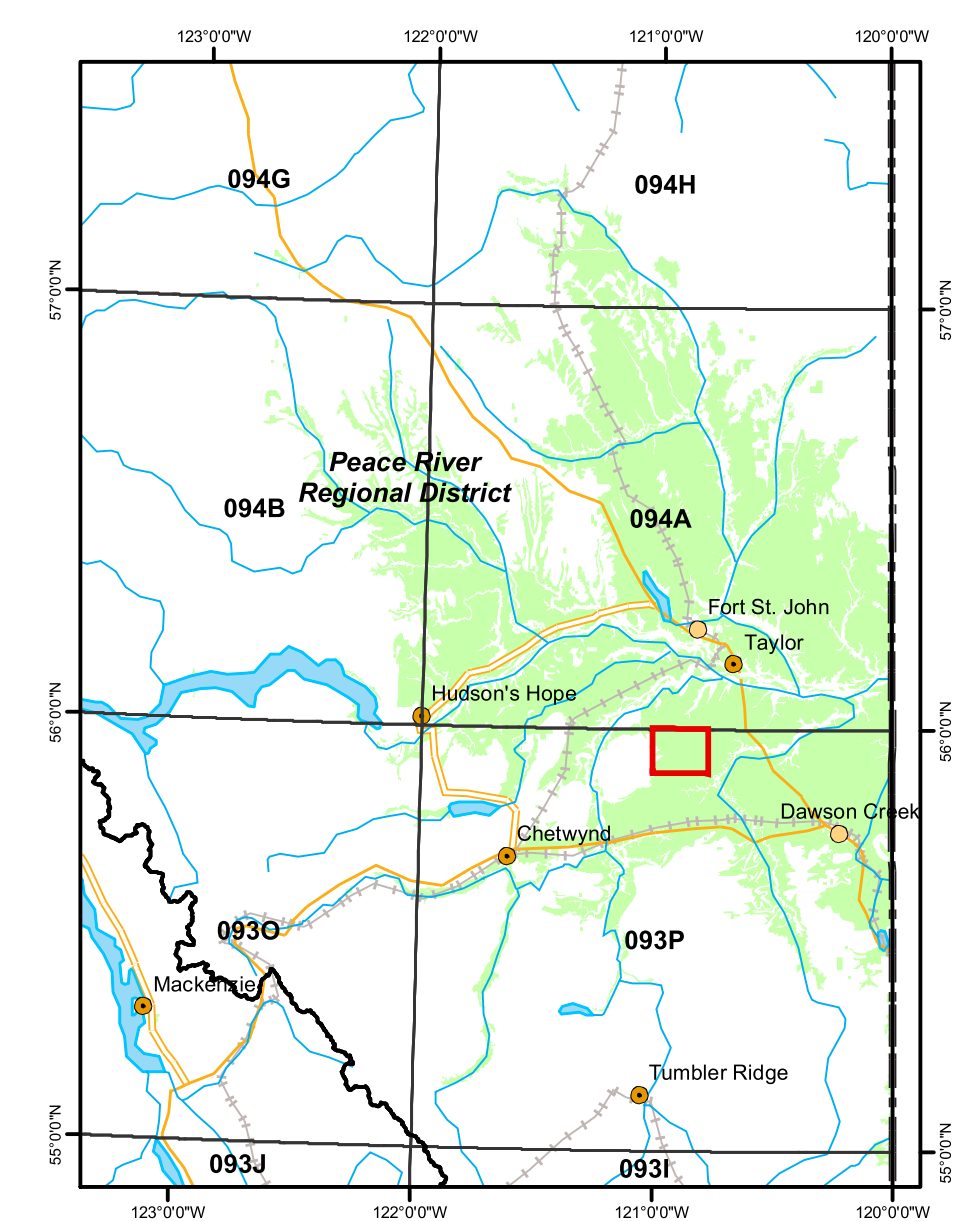 123°0'0"W
122°0'0"W
121°0'0"W
120°0'0"W
094G
094H
57°0'0"N
57°0'0"N
Peace River
Regional District
094B
094A
Fort St. John
Taylor
Hudson's Hope
56°0'0"N
56°0'0"N
Dawson Creek
Chetwynd
093O
093P
Mackenzie
Tumbler Ridge
55°0'0"N
55°0'0"N
093J
093I
123°0'0"W
122°0'0"W
121°0'0"W
120°0'0"W